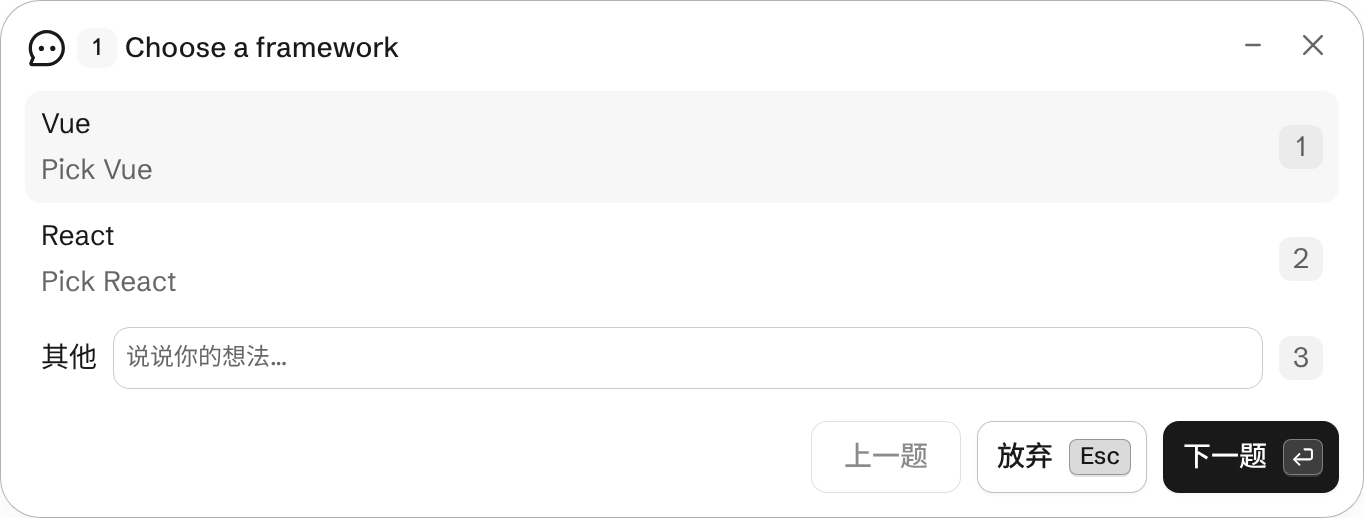 1 Choose a framework
Vue
Pick Vue
1
React
Pick React
2
其他 说说你的想法... 3
上一题 放弃 Esc 下一题